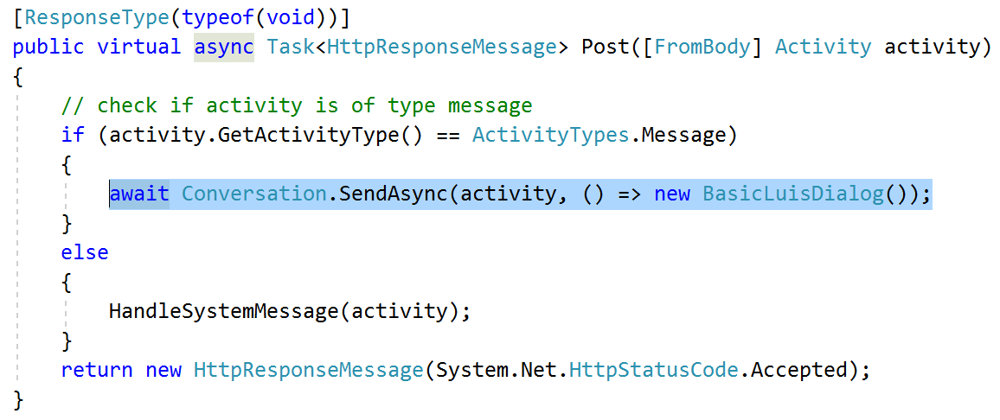 [ResponseType(typeof(void))]
public virtual async Task<HttpResponseMessage> Post([FromBody] Activity activity)
{
    // check if activity is of type message
    if (activity.GetActivityType() == ActivityTypes.Message)
    {
        await Conversation.SendAsync(activity, () => new BasicLuisDialog());
    }
    else
    {
        HandleSystemMessage(activity);
    }
    return new HttpResponseMessage(System.Net.HttpStatusCode.Accepted);
}